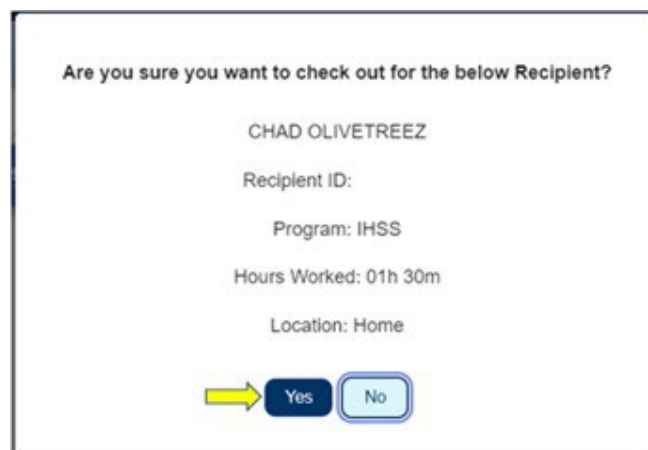 Are you sure you want to check out for the below Recipient?
CHAD OLIVETREEZ
Recipient ID:
Program: IHSS
Hours Worked: 01h 30m
Location: Home
Yes No